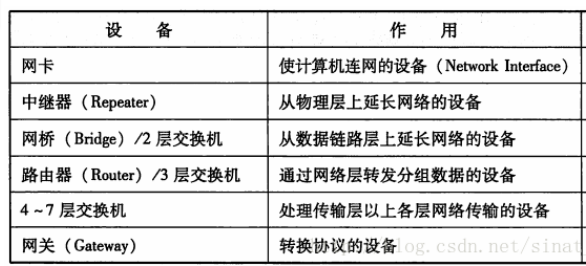 设 备 作 用
网卡 使计算机连网的设备（Network Interface）
中继器（Repeater） 从物理层上延长网络的设备
网桥（Bridge）/2 层交换机 从数据链路层上延长网络的设备
路由器（Router）/3 层交换机 通过网络层转发分组数据的设备
4～7 层交换机 处理传输层以上各层网络传输的设备
网关（Gateway） 转换协议的设备
log.csdn.net/sinat